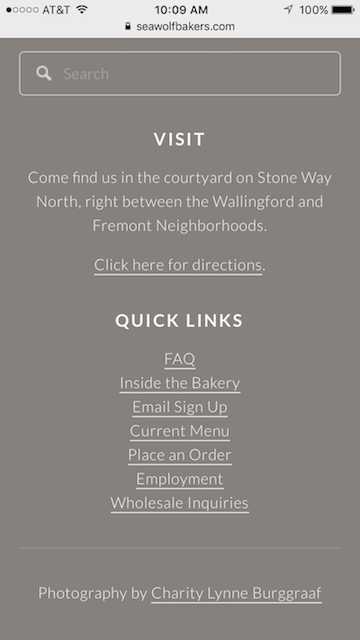 AT&T 10:09 AM 100%
seawolfbakers.com
Search
VISIT
Come find us in the courtyard on Stone Way
North, right between the Wallingford and
Fremont Neighborhoods.
Click here for directions.
QUICK LINKS
FAQ
Inside the Bakery
Email Sign Up
Current Menu
Place an Order
Employment
Wholesale Inquiries
Photography by Charity Lynne Burggraaf